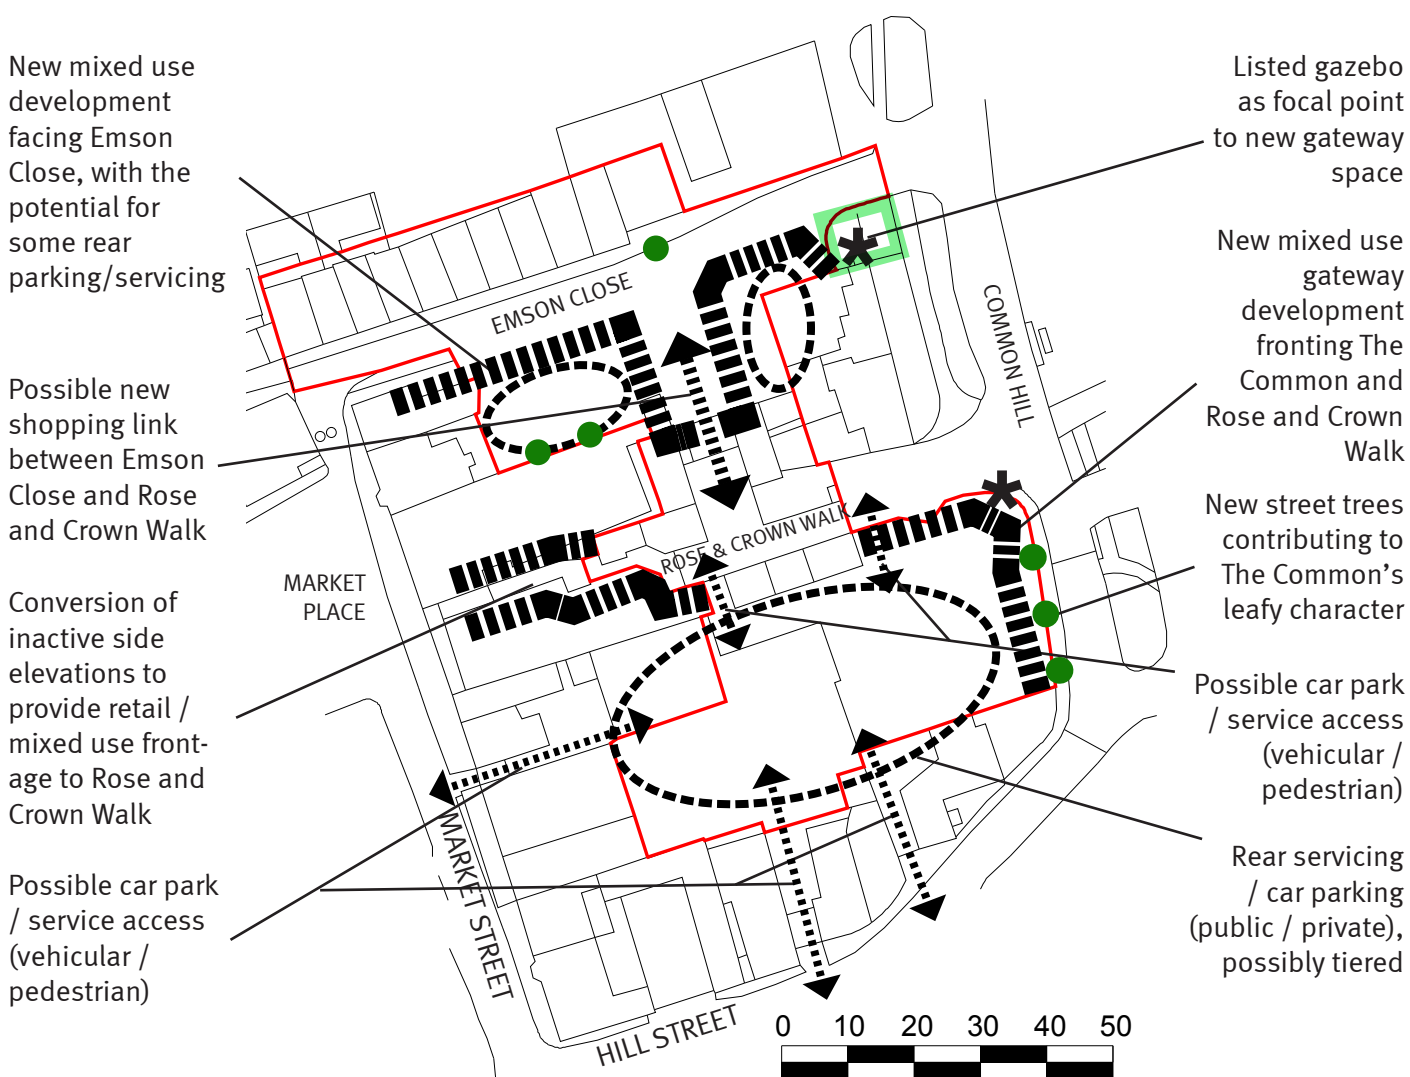 New mixed use
development
facing Emson
Close, with the
potential for
some rear
parking/servicing
Possible new
shopping link
between Emson
Close and Rose
and Crown Walk
Conversion of
inactive side
elevations to
provide retail /
mixed use front-
age to Rose and
Crown Walk
Possible car park
/ service access
(vehicular /
pedestrian)
EMSON CLOSE
COMMON HILL
ROSE & CROWN WALK
MARKET
PLACE
MARKET STREET
HILL STREET
Listed gazebo
as focal point
to new gateway
space
New mixed use
gateway
development
fronting The
Common and
Rose and Crown
Walk
New street trees
contributing to
The Common’s
leafy character
Possible car park
/ service access
(vehicular /
pedestrian)
Rear servicing
/ car parking
(public / private),
possibly tiered
0 10 20 30 40 50